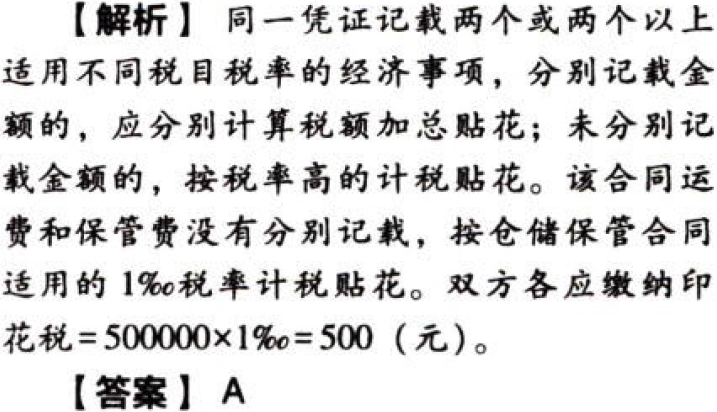 【解析】 同一凭证记载两个或两个以上
适用不同税目税率的经济事项，分别记载金
额的，应分别计算税额加总贴花；未分别记
载金额的，按税率高的计税贴花。该合同运
费和保管费没有分别记载，按仓储保管合同
适用的 1‰税率计税贴花。双方各应缴纳印
花税=500000×1‰=500（元）。
【答案】 A